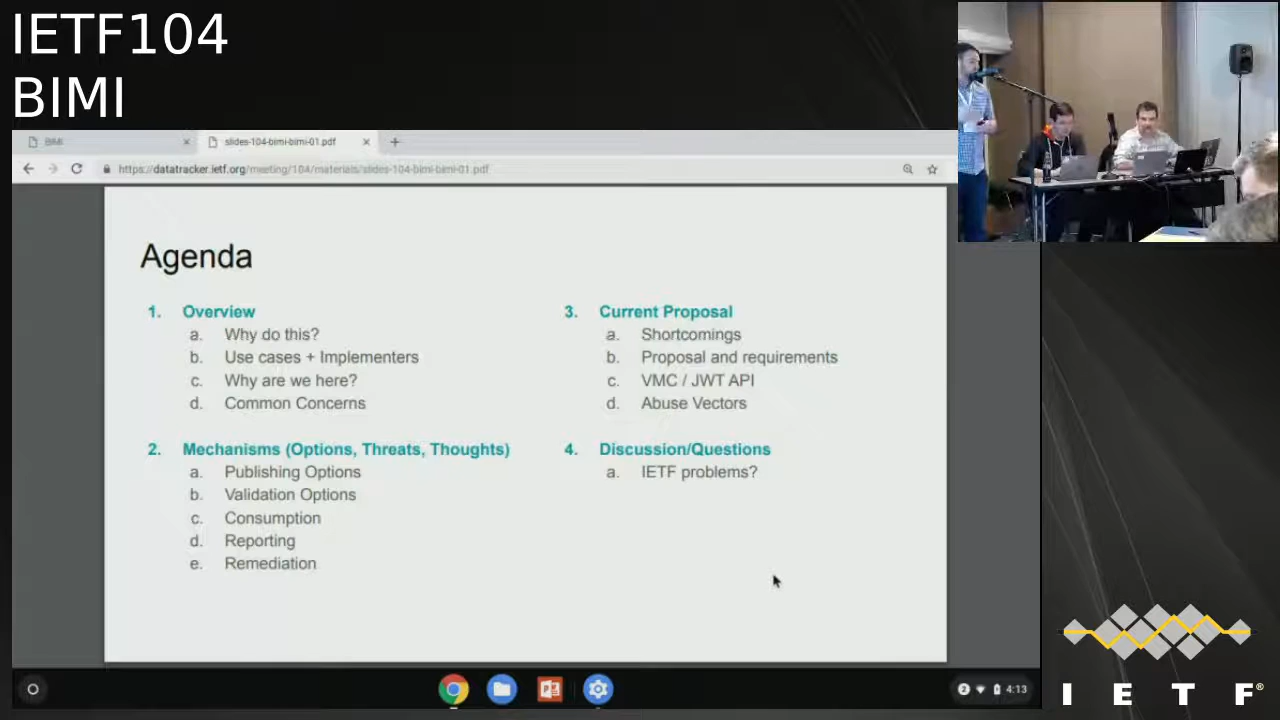 IETF104
BIMI
BIMI
slides-104-bimi-bimi-01.pdf
https://datatracker.ietf.org/meeting/104/materials/slides-104-bimi-bimi-01.pdf
Agenda
1. Overview
a. Why do this?
b. Use cases + Implementers
c. Why are we here?
d. Common Concerns
2. Mechanisms (Options, Threats, Thoughts)
a. Publishing Options
b. Validation Options
c. Consumption
d. Reporting
e. Remediation
3. Current Proposal
a. Shortcomings
b. Proposal and requirements
c. VMC / JWT API
d. Abuse Vectors
4. Discussion/Questions
a. IETF problems?
2 4:13
I E T F®